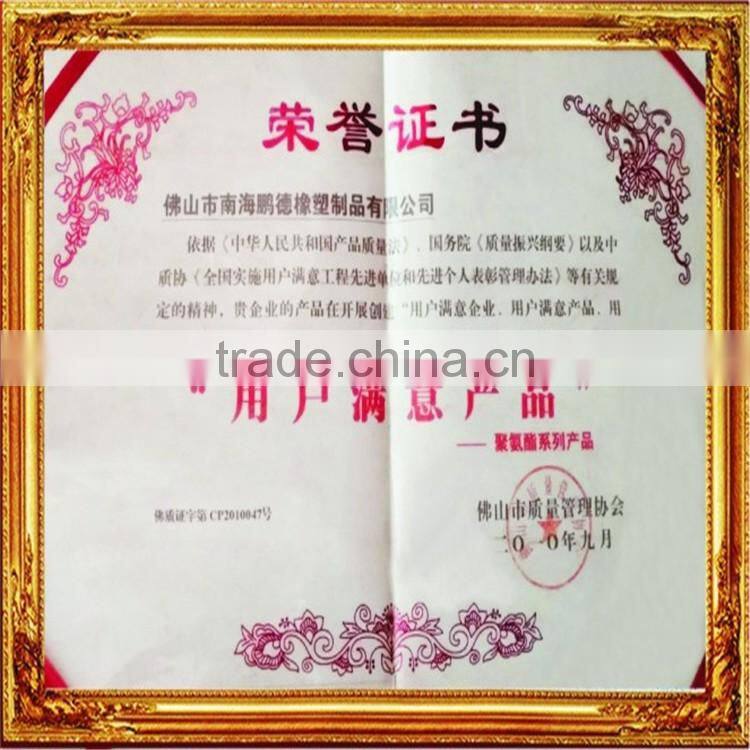 荣誉证书
佛山市南海鹏德橡塑制品有限公司
依据《中华人民共和国产品质量法》、国务院《质量振兴纲要》以及中
质协《全国实施用户满意工程先进单位和先进个人表彰管理办法》等有关规
定的精神，贵企业的产品在开展创建“用户满意企业、用户满意产品、用
trade.china.cn
“用户满意产品”
——聚氨酯系列产品
佛质证字第CP2010047号
佛山市质量管理协会
二〇一〇年九月